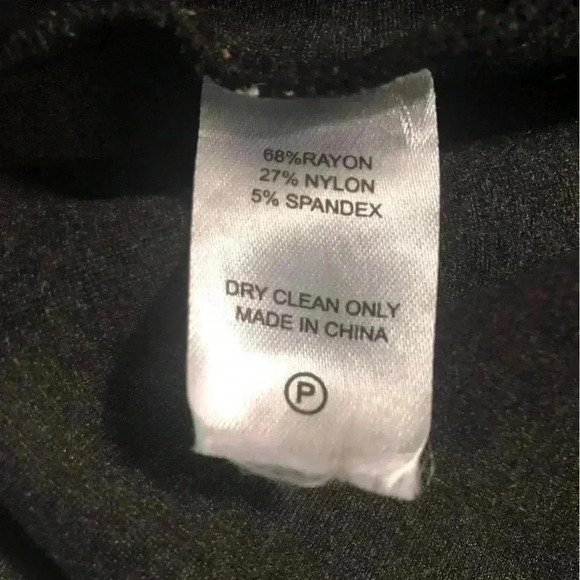 68%RAYON
27% NYLON
5% SPANDEX
DRY CLEAN ONLY
MADE IN CHINA
P